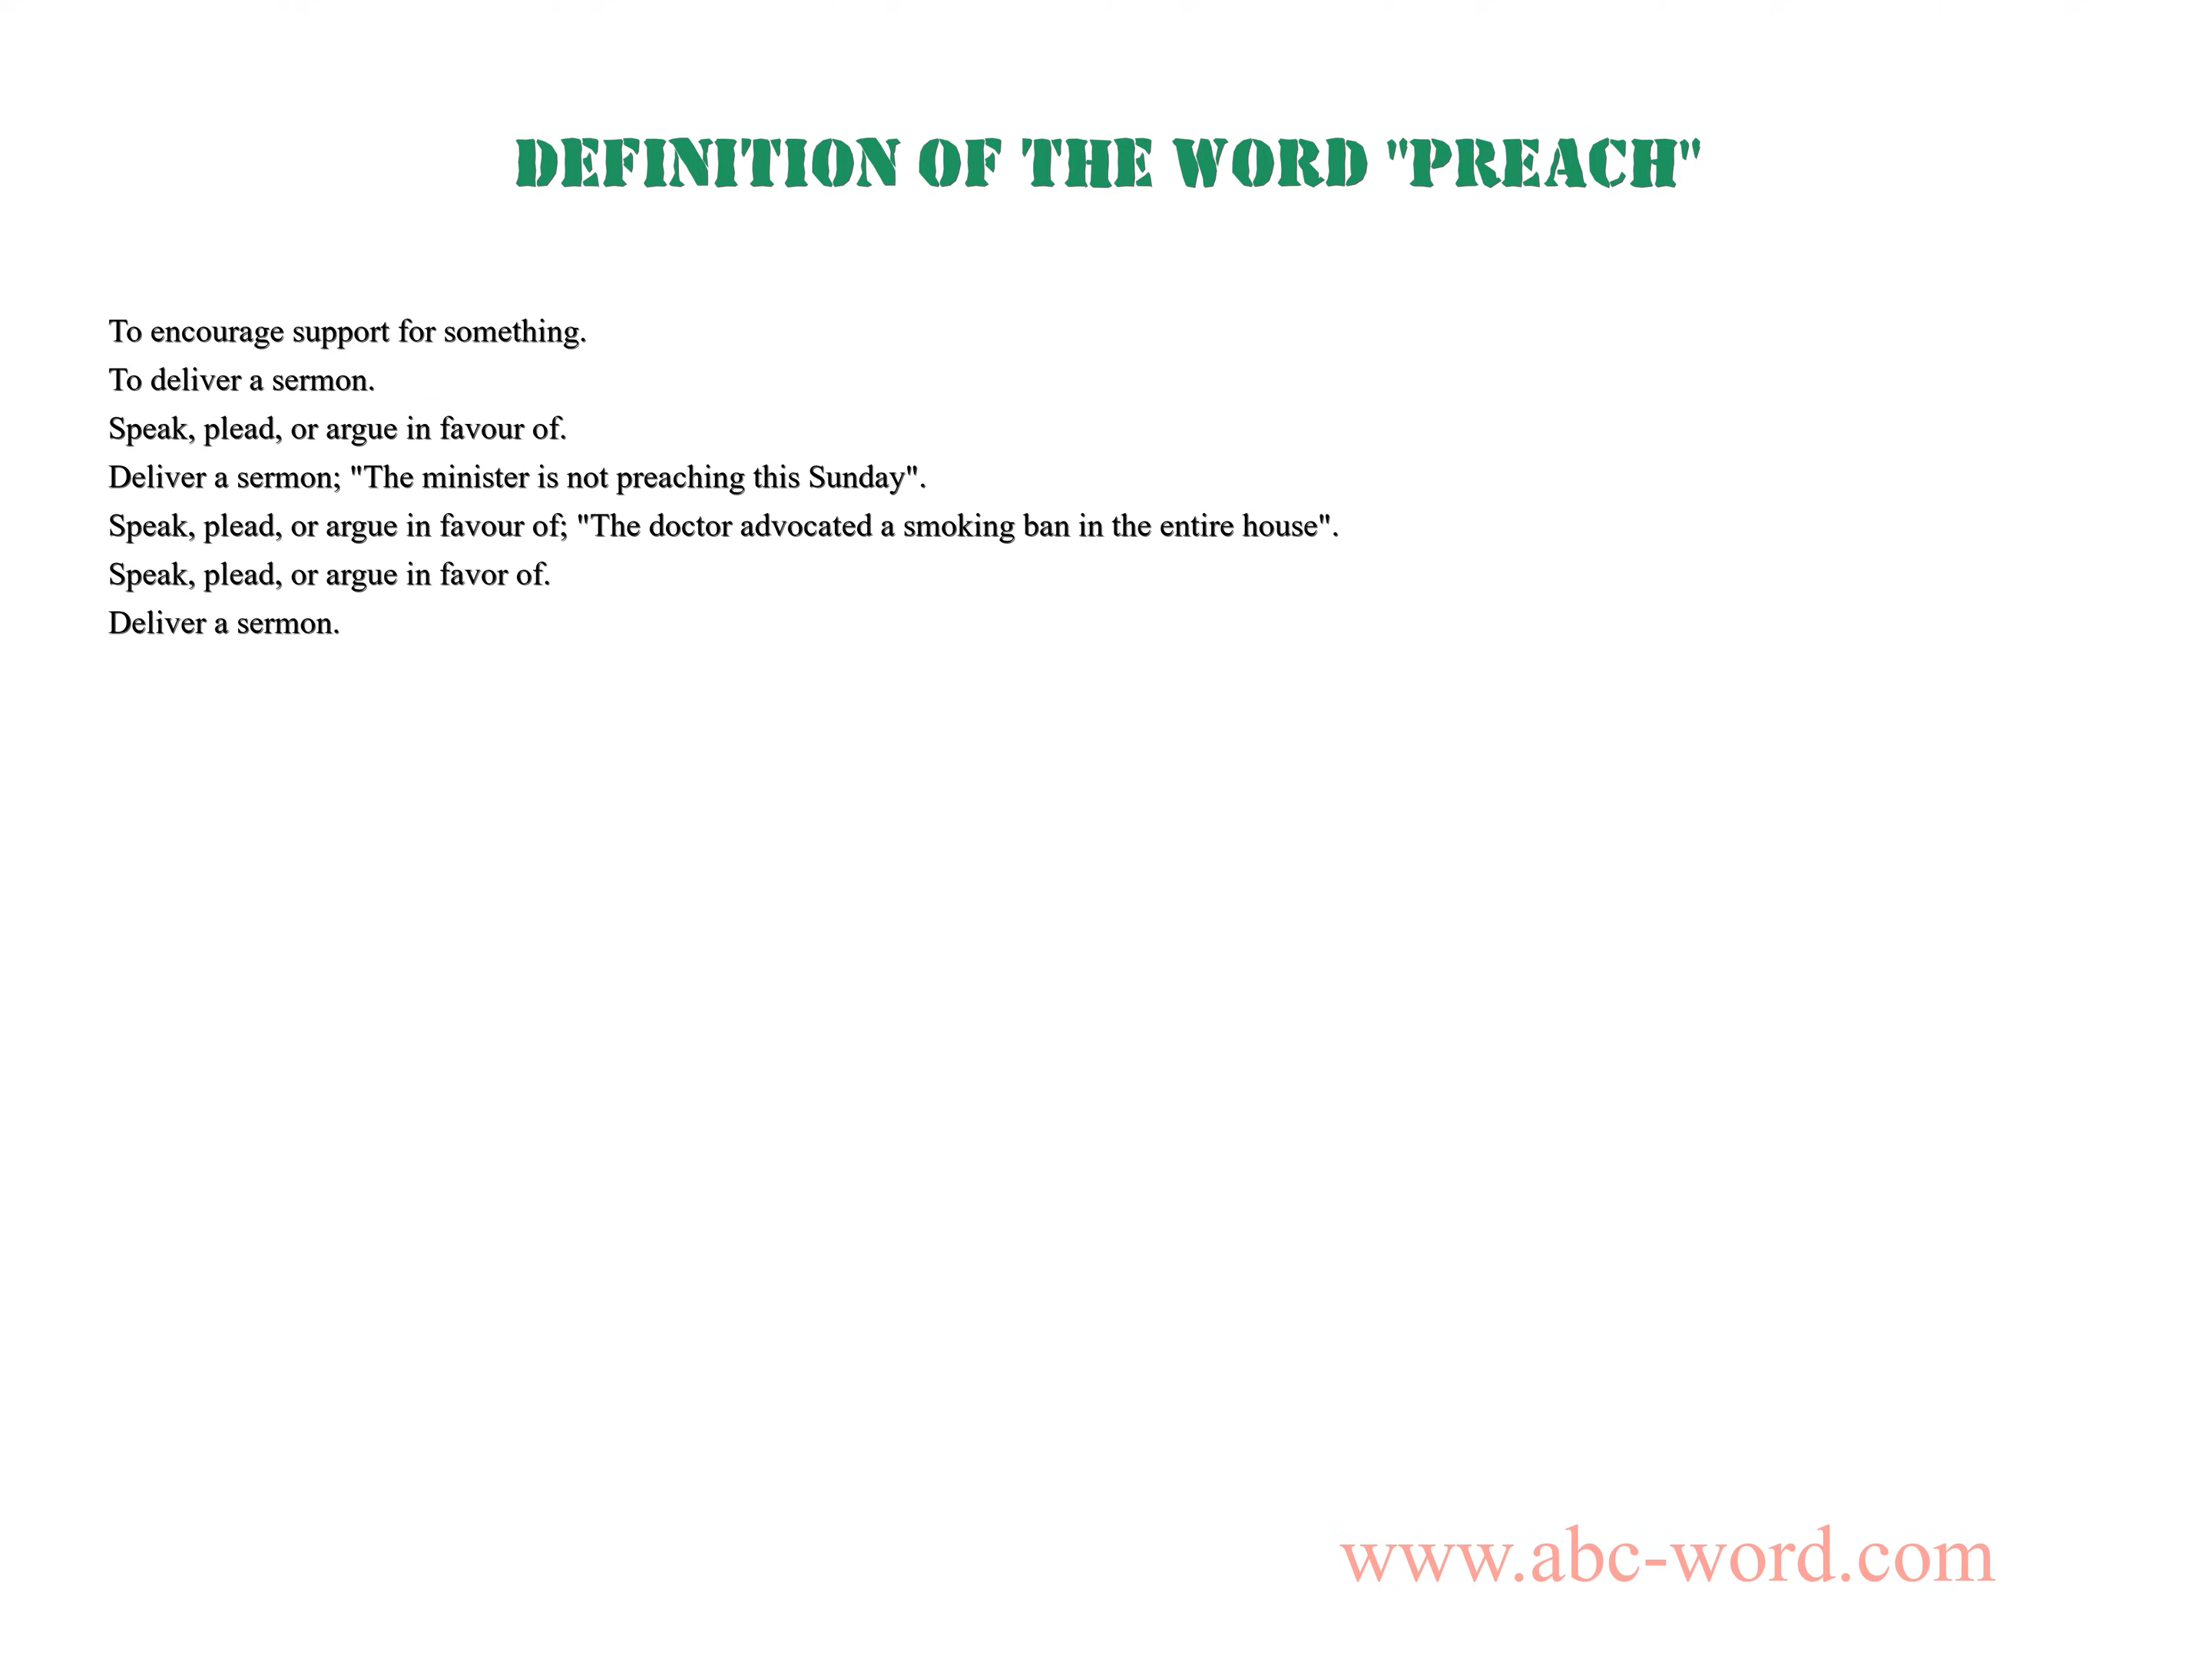 DEFINITION OF THE WORD "PREACH"
To encourage support for something.
To deliver a sermon.
Speak, plead, or argue in favour of.
Deliver a sermon; "The minister is not preaching this Sunday".
Speak, plead, or argue in favour of; "The doctor advocated a smoking ban in the entire house".
Speak, plead, or argue in favor of.
Deliver a sermon.
www.abc-word.com